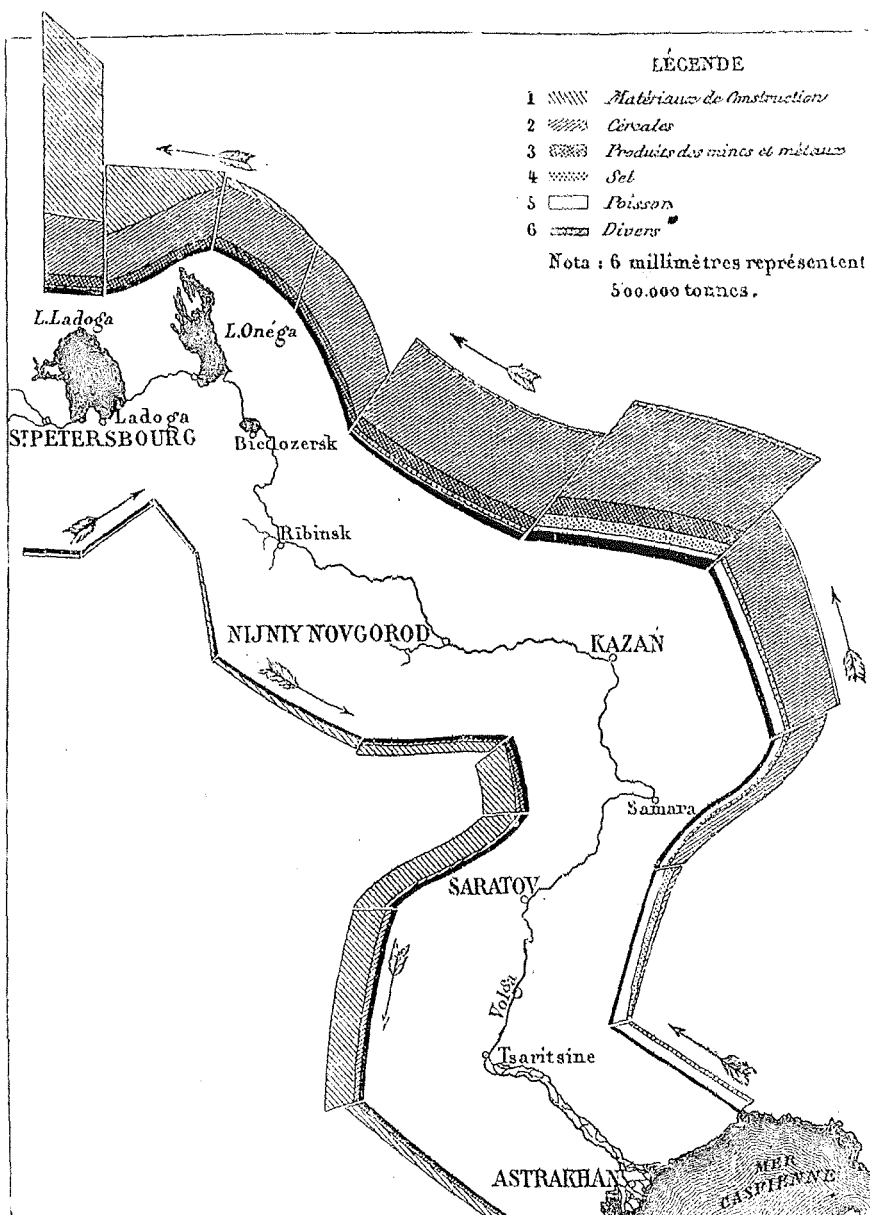 LÉGENDE
1 Matériaux de Construction
2 Céréales
3 Produits des mines et métaux
4 Sel
5 Poisson
6 Divers
Nota : 6 millimètres représentent
500.000 tonnes.
L. Ladoga
L. Onéga
Ladoga
ST. PETERSBOURG
Biedozersk
Ribinsk
NIJNIY NOVGOROD
KAZAŃ
Samara
SARATOV
Volga
Tsaritsine
ASTRAKHAN
MER
CASPIENNE